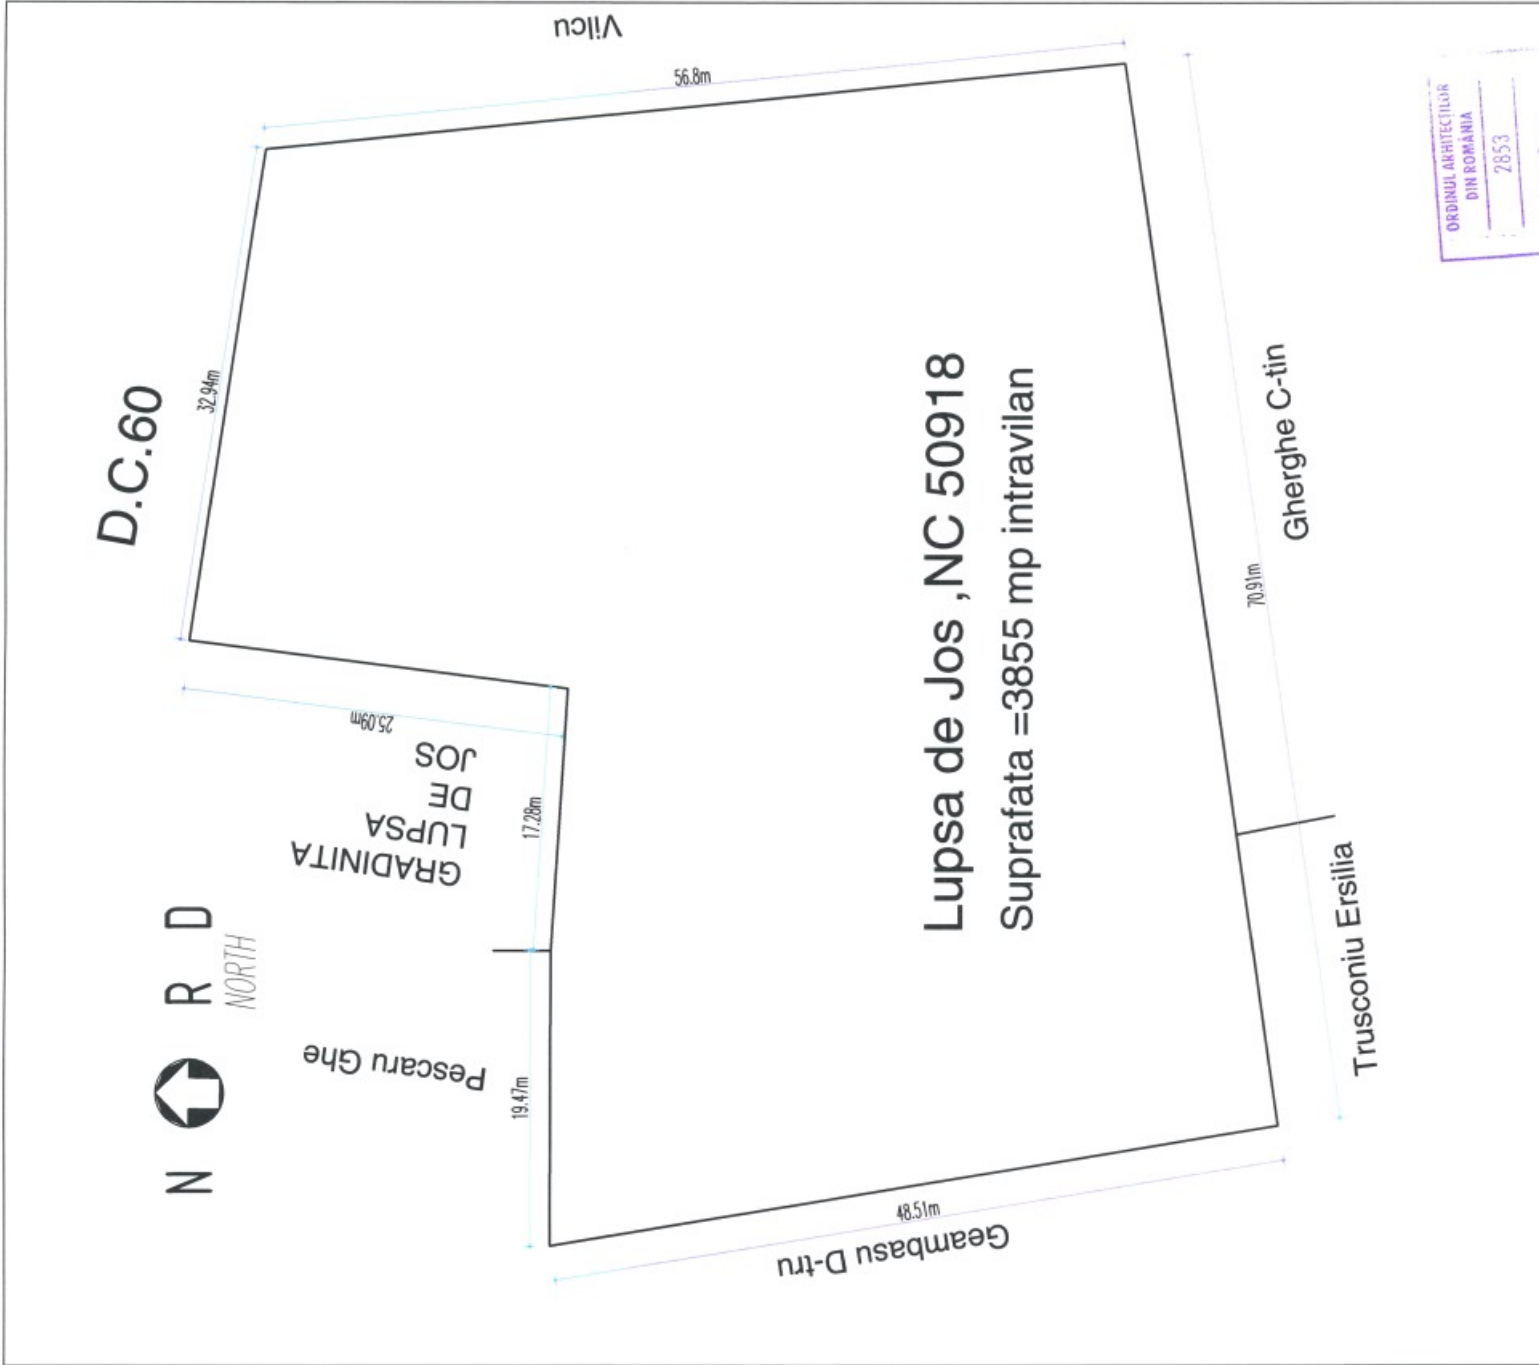 Vilcu
56.8m
32.94m
D.C.60
25.09m
GRADINITA
LUPSA
DE
JOS
17.28m
N O R D
NORTH
Pescaru Ghe
19.47m
48.51m
Geambasu D-tru
Lupsa de Jos ,NC 50918
Suprafata =3855 mp intravilan
70.91m
Gherghe C-tin
Trusconiu Ersilia
ORDINUL ARHITECȚILOR
DIN ROMÂNIA
2853